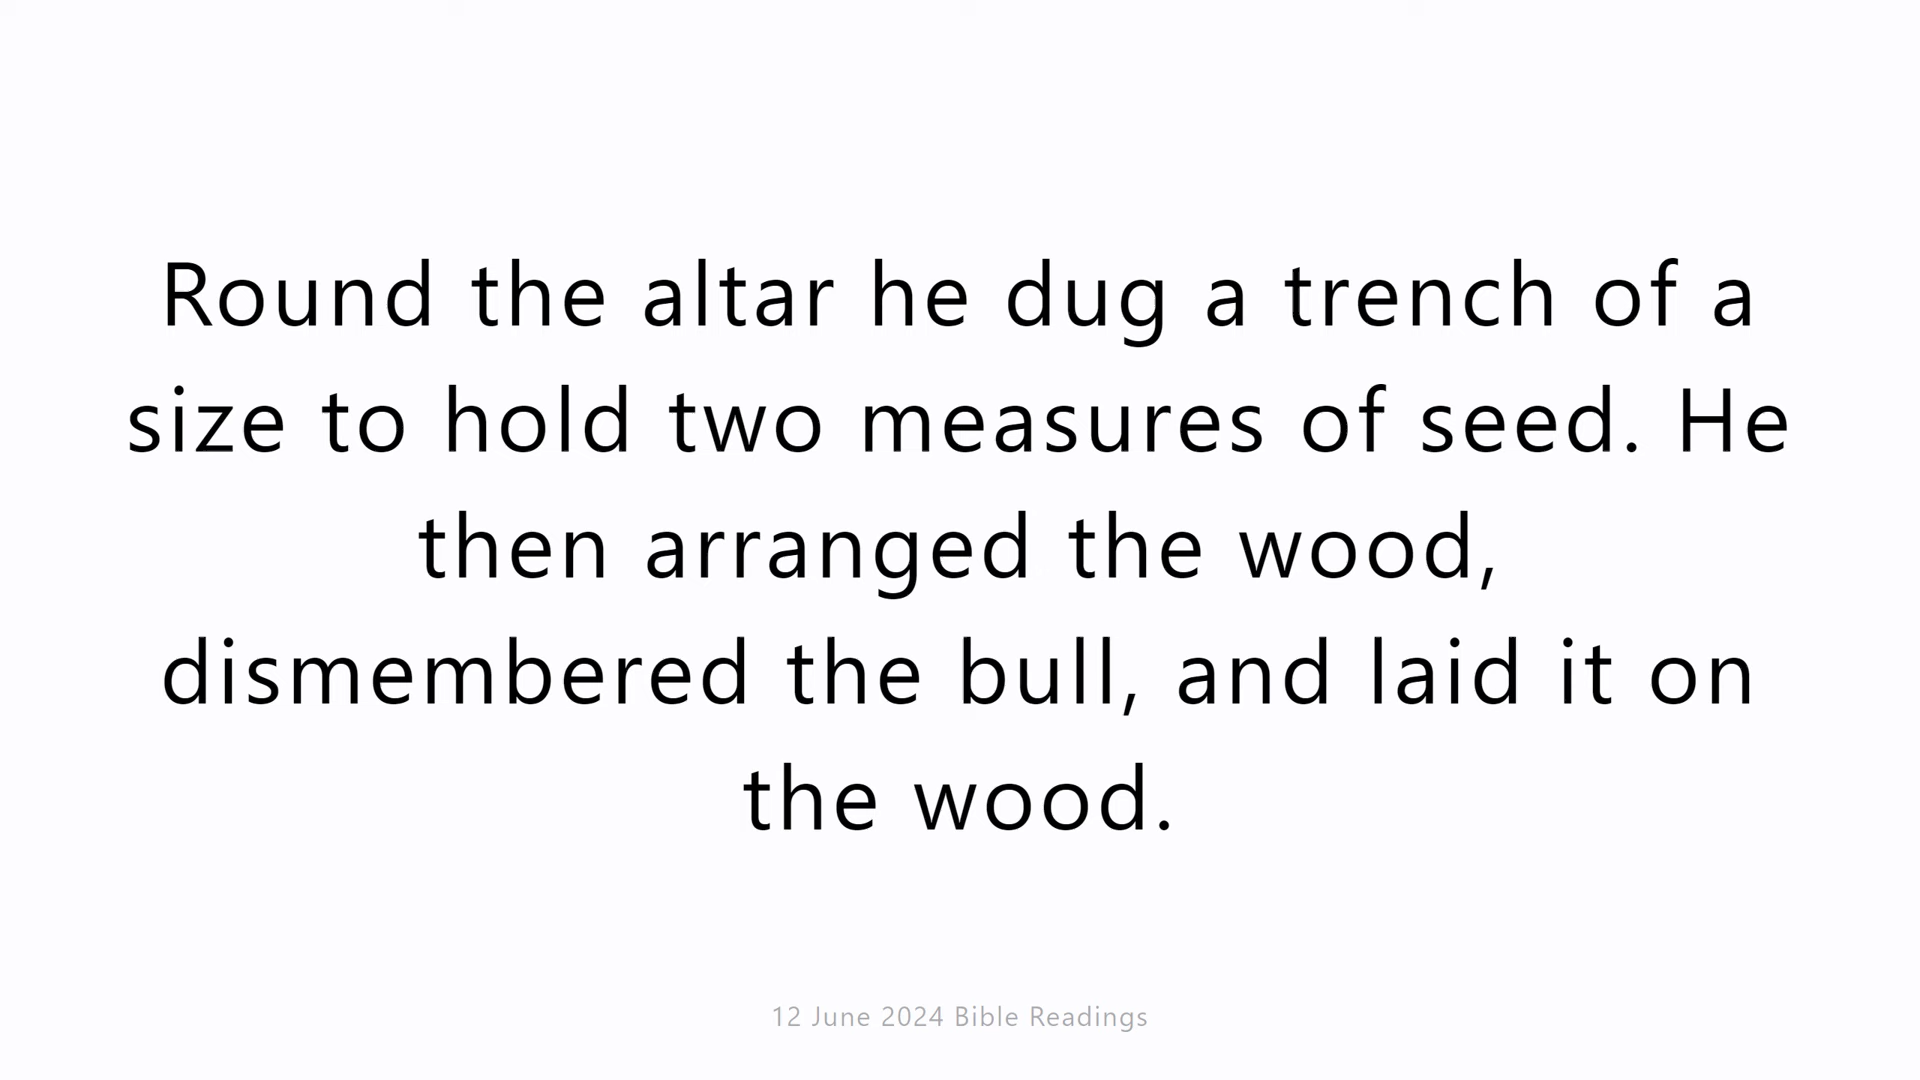 Round the altar he dug a trench of a
size to hold two measures of seed. He
then arranged the wood,
dismembered the bull, and laid it on
the wood.
12 June 2024 Bible Readings